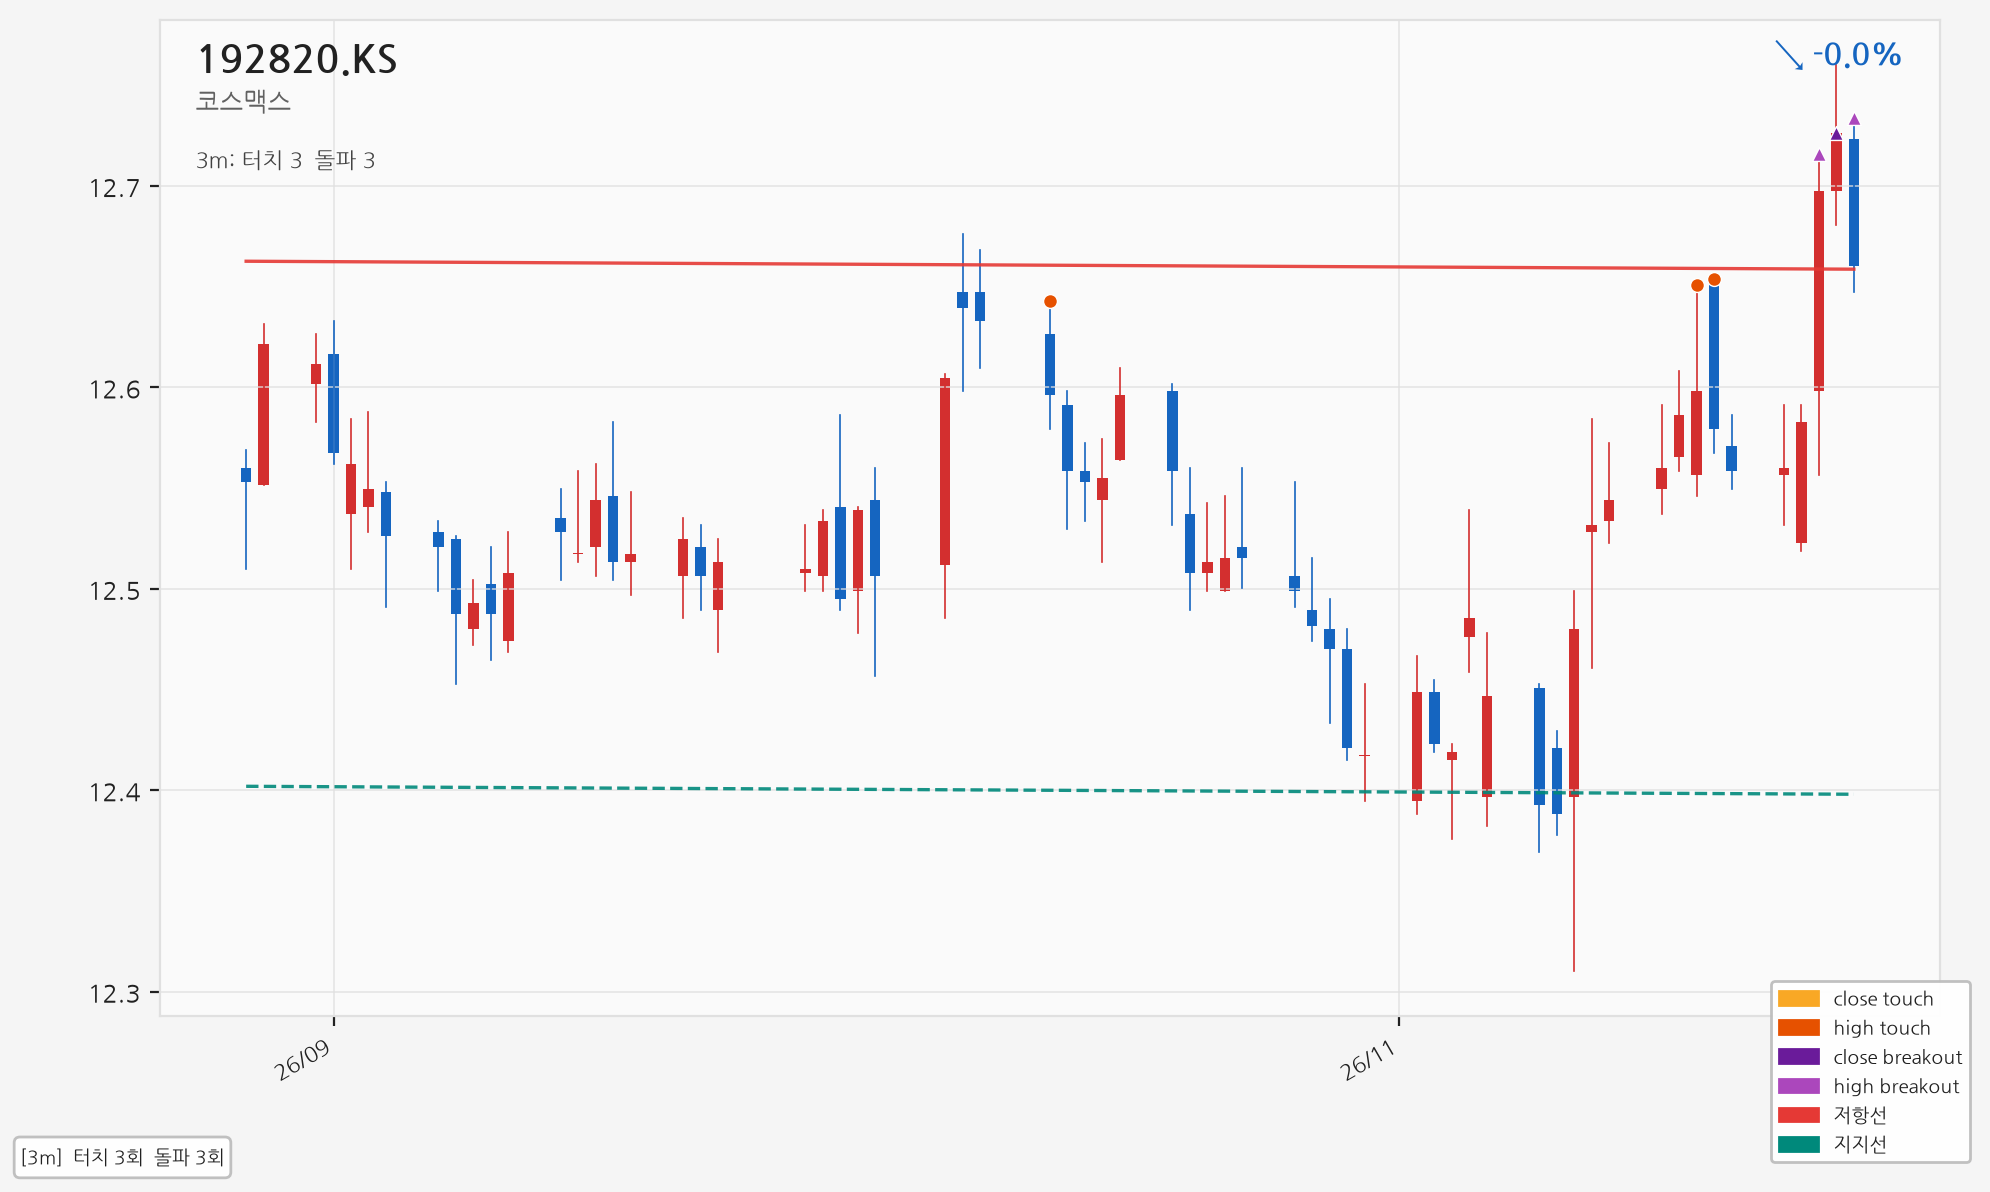 192820.KS
코스맥스
3m: 터치 3  돌파 3
-0.0%
12.7
12.6
12.5
12.4
12.3
26/09
26/11
close touch
high touch
close breakout
high breakout
저항선
지지선
[3m]  터치 3회  돌파 3회